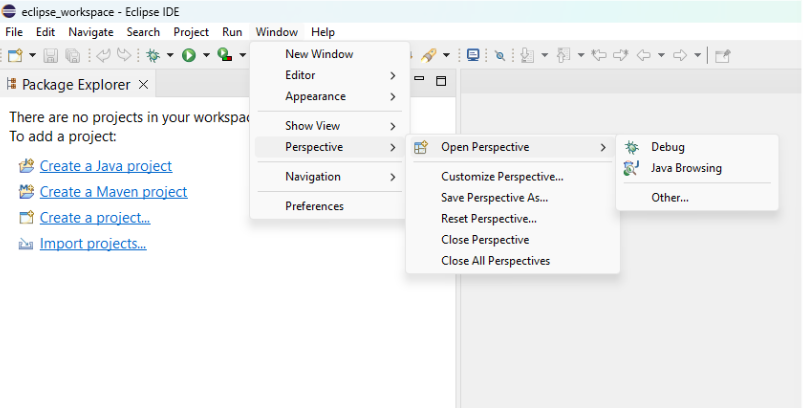 eclipse_workspace - Eclipse IDE
File Edit Navigate Search Project Run Window Help
Package Explorer
There are no projects in your workspac
To add a project:
Create a Java project
Create a Maven project
Create a project...
Import projects...
New Window
Editor
Appearance
Show View
Perspective
Navigation
Preferences
Open Perspective
Customize Perspective...
Save Perspective As...
Reset Perspective...
Close Perspective
Close All Perspectives
Debug
Java Browsing
Other...